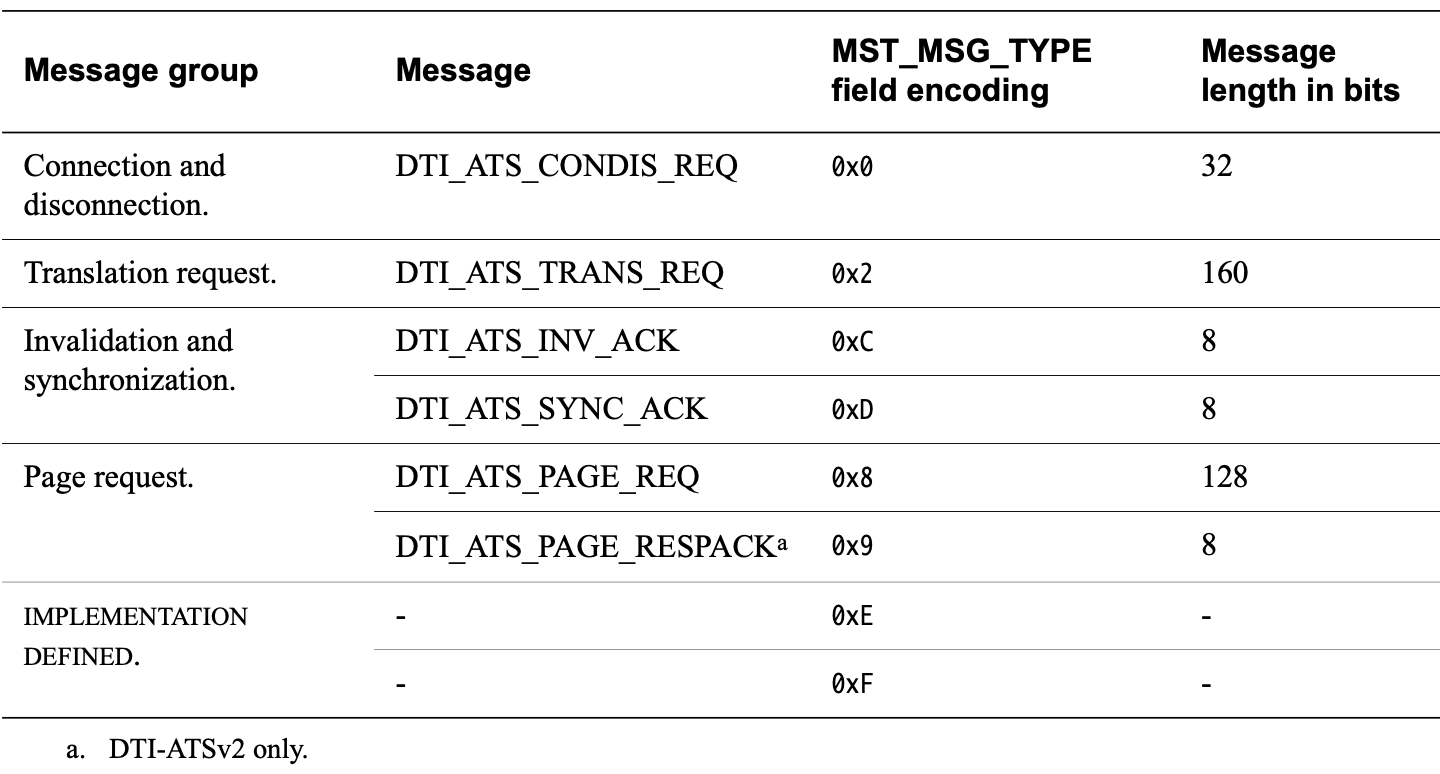 Message group Message MST_MSG_TYPE field encoding Message length in bits
Connection and disconnection. DTI_ATS_CONDIS_REQ 0x0 32
Translation request. DTI_ATS_TRANS_REQ 0x2 160
Invalidation and synchronization. DTI_ATS_INV_ACK 0xC 8
DTI_ATS_SYNC_ACK 0xD 8
Page request. DTI_ATS_PAGE_REQ 0x8 128
DTI_ATS_PAGE_RESPACKa 0x9 8
IMPLEMENTATION DEFINED. - 0xE -
- 0xF -
a. DTI-ATSv2 only.